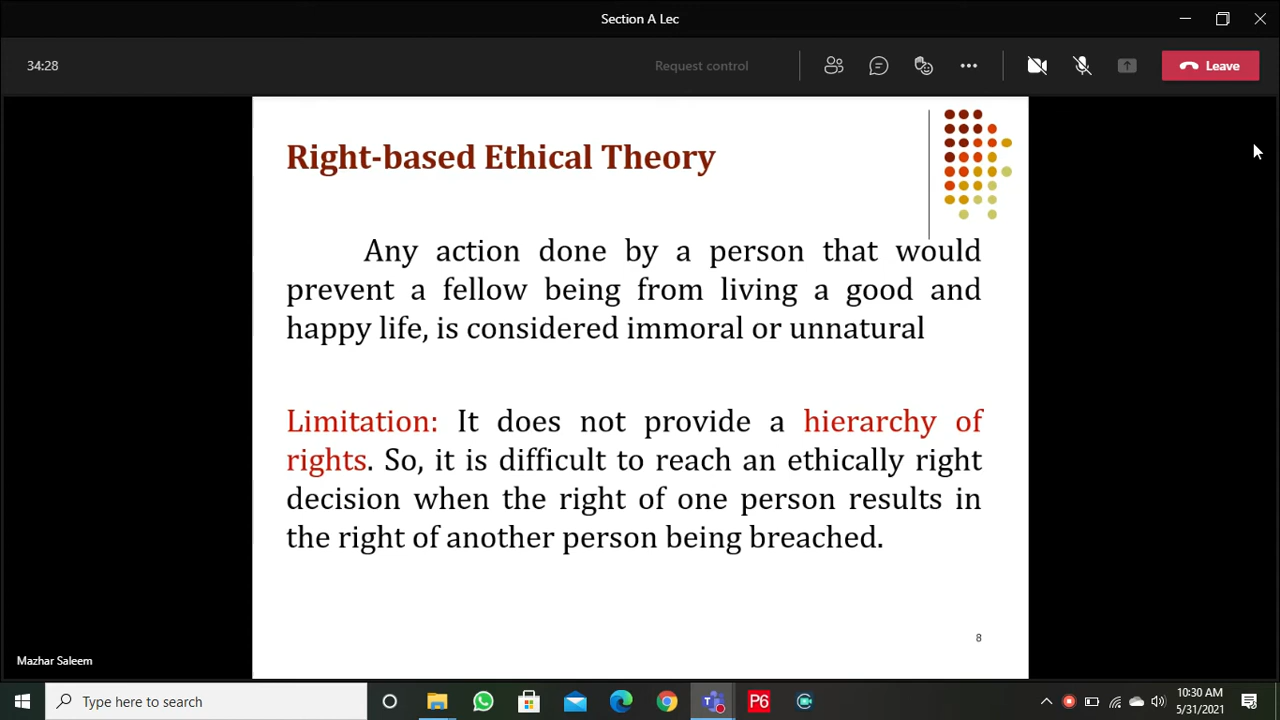 Section A Lec
34:28
Request control
Leave
Right-based Ethical Theory
Any action done by a person that would
prevent a fellow being from living a good and
happy life, is considered immoral or unnatural
Limitation: It does not provide a hierarchy of
rights. So, it is difficult to reach an ethically right
decision when the right of one person results in
the right of another person being breached.
8
Mazhar Saleem
Type here to search
P6
10:30 AM
5/31/2021